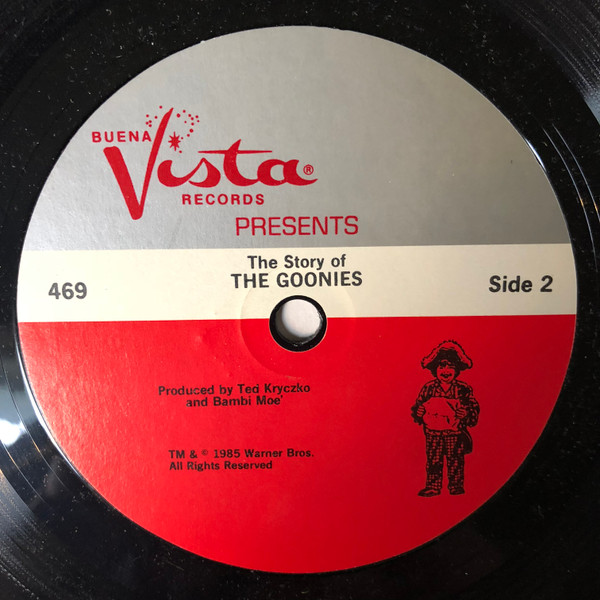 BUENA
Vista®
RECORDS
PRESENTS
The Story of
THE GOONIES
469
Side 2
Produced by Ted Kryczko
and Bambi Moe'
TM & © 1985 Warner Bros.
All Rights Reserved